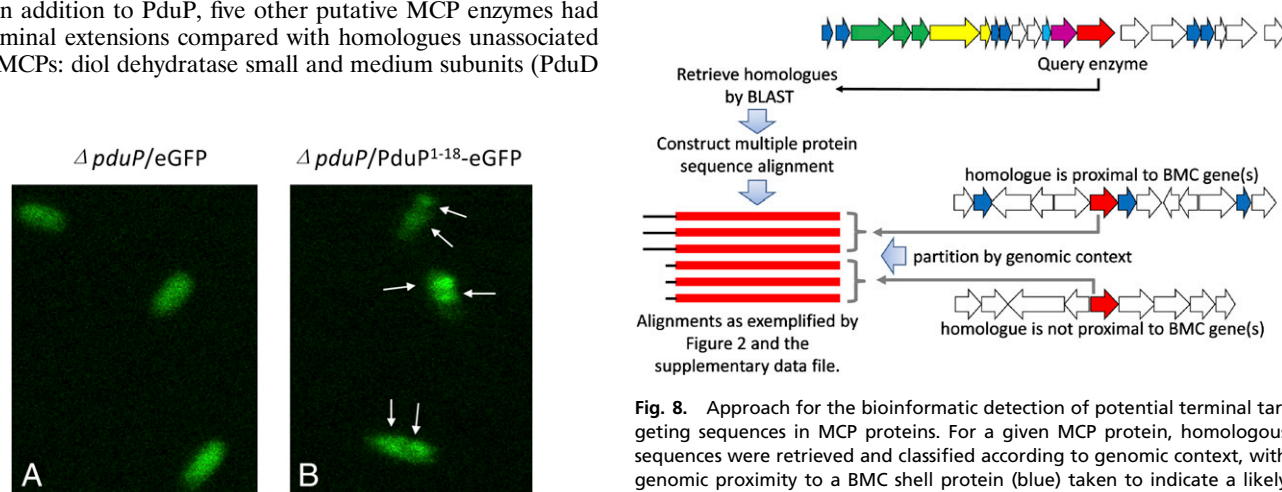 n addition to PduP, five other putative MCP enzymes had
rminal extensions compared with homologues unassociated
MCPs: diol dehydratase small and medium subunits (PduD
Δ pduP/eGFP
Δ pduP/PduP1-18-eGFP
A
B
Query enzyme
Retrieve homologues
by BLAST
Construct multiple protein
sequence alignment
homologue is proximal to BMC gene(s)
partition by genomic context
homologue is not proximal to BMC gene(s)
Alignments as exemplified by
Figure 2 and the
supplementary data file.
Fig. 8. Approach for the bioinformatic detection of potential terminal tar-
geting sequences in MCP proteins. For a given MCP protein, homologous
sequences were retrieved and classified according to genomic context, with
genomic proximity to a BMC shell protein (blue) taken to indicate a likely